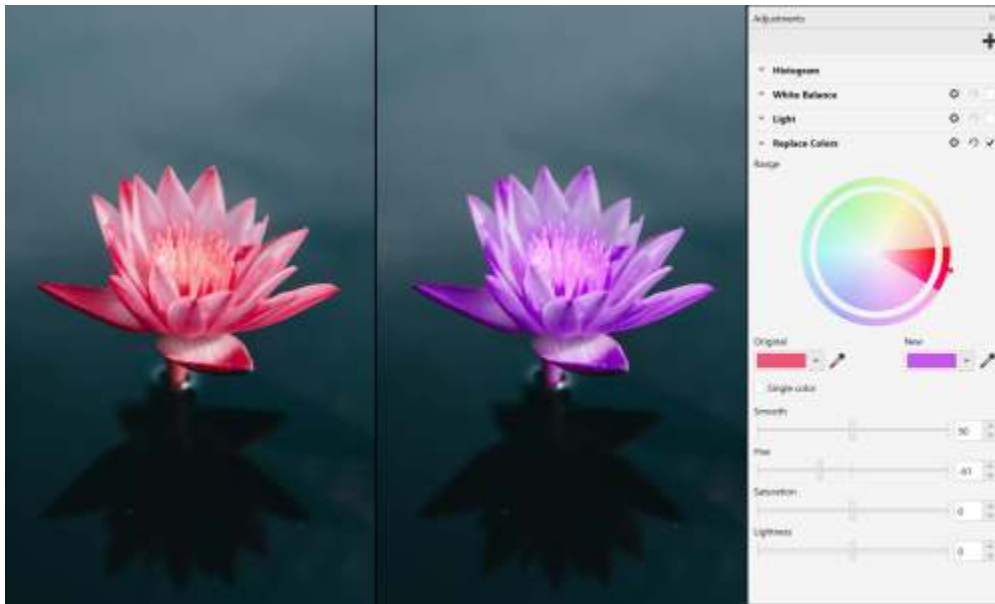 Adjustments
Histogram
White Balance
Light
Replace Colors
Range
Original New
Single color
Smooth
50
Hue
-61
Saturation
0
Lightness
0